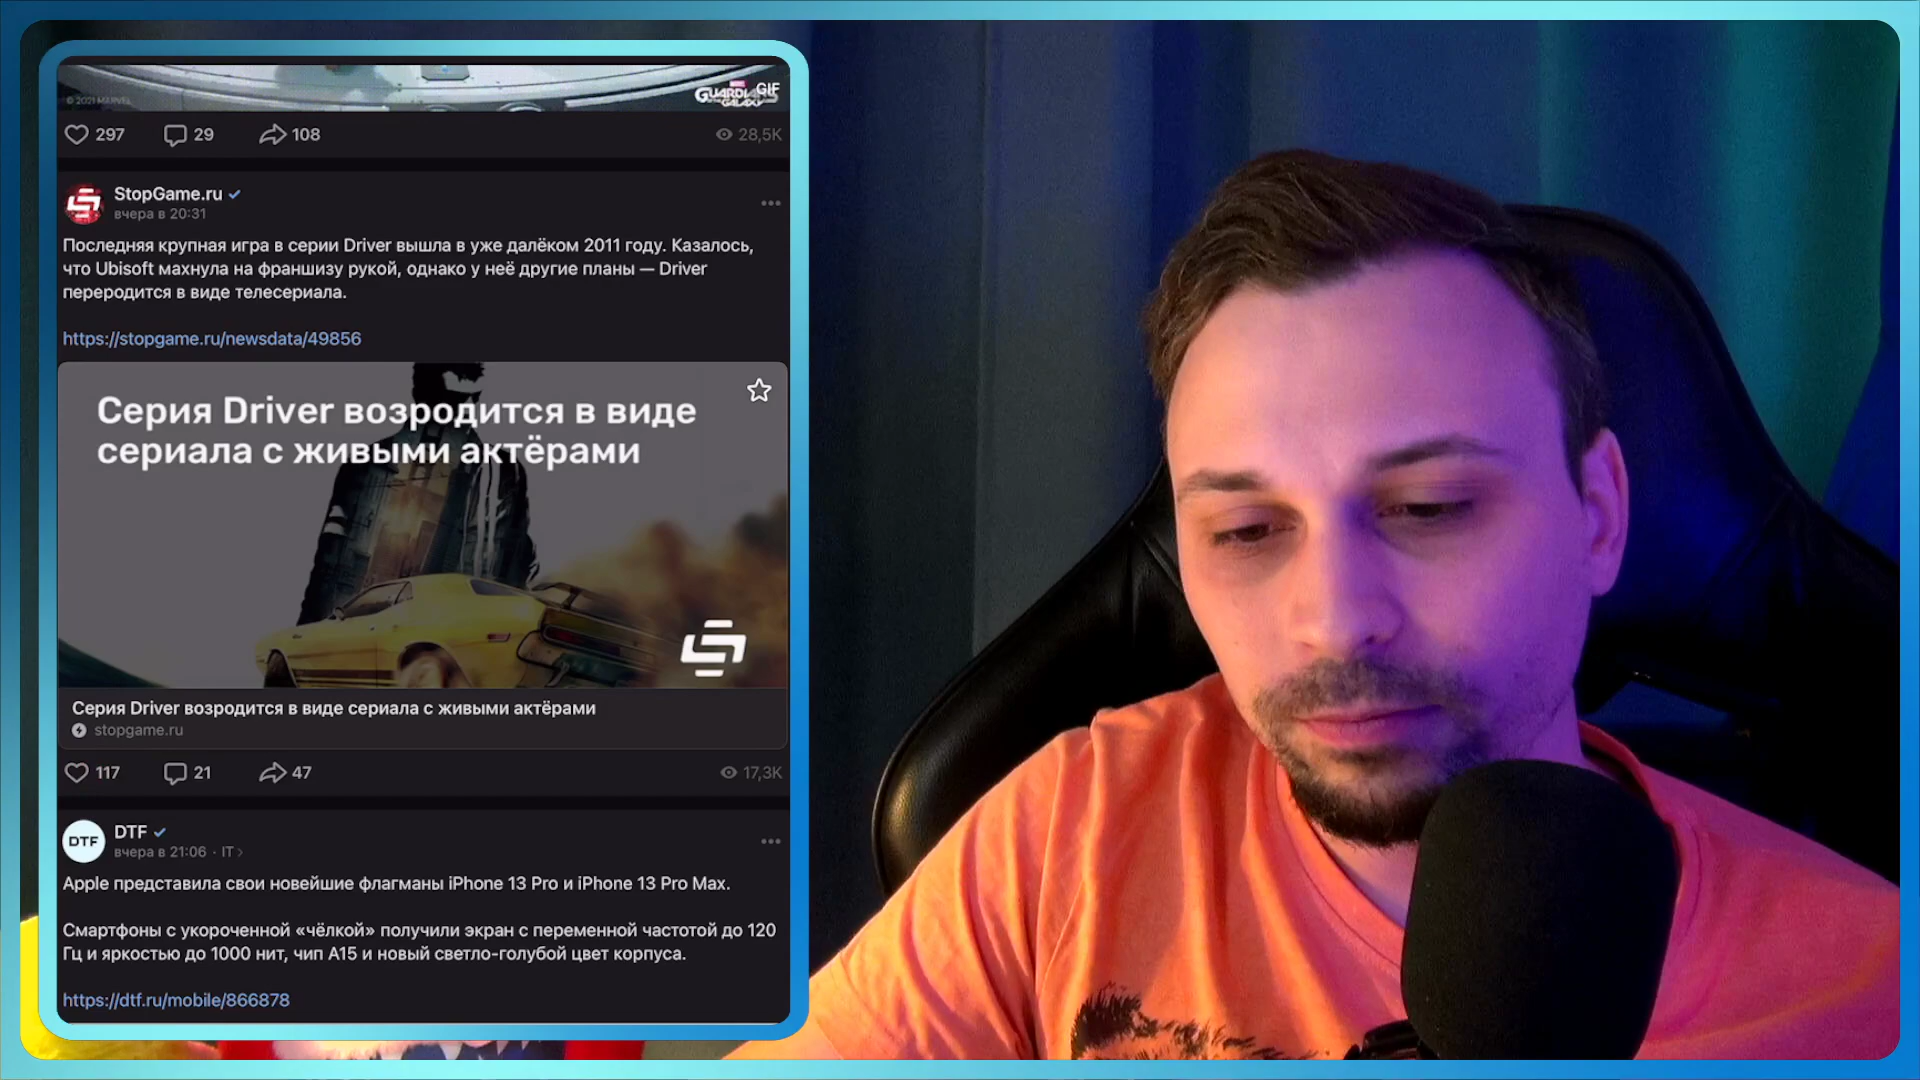 © 2021 MARVEL
GUARDIANS
GALAXY
GIF
297 29 108 28,5K
StopGame.ru
вчера в 20:31
Последняя крупная игра в серии Driver вышла в уже далёком 2011 году. Казалось,
что Ubisoft махнула на франшизу рукой, однако у неё другие планы — Driver
переродится в виде телесериала.
https://stopgame.ru/newsdata/49856
Серия Driver возродится в виде
сериала с живыми актёрами
Серия Driver возродится в виде сериала с живыми актёрами
stopgame.ru
117 21 47 17,3K
DTF
DTF
вчера в 21:06 · IT >
Apple представила свои новейшие флагманы iPhone 13 Pro и iPhone 13 Pro Max.
Смартфоны с укороченной «чёлкой» получили экран с переменной частотой до 120
Гц и яркостью до 1000 нит, чип A15 и новый светло-голубой цвет корпуса.
https://dtf.ru/mobile/866878